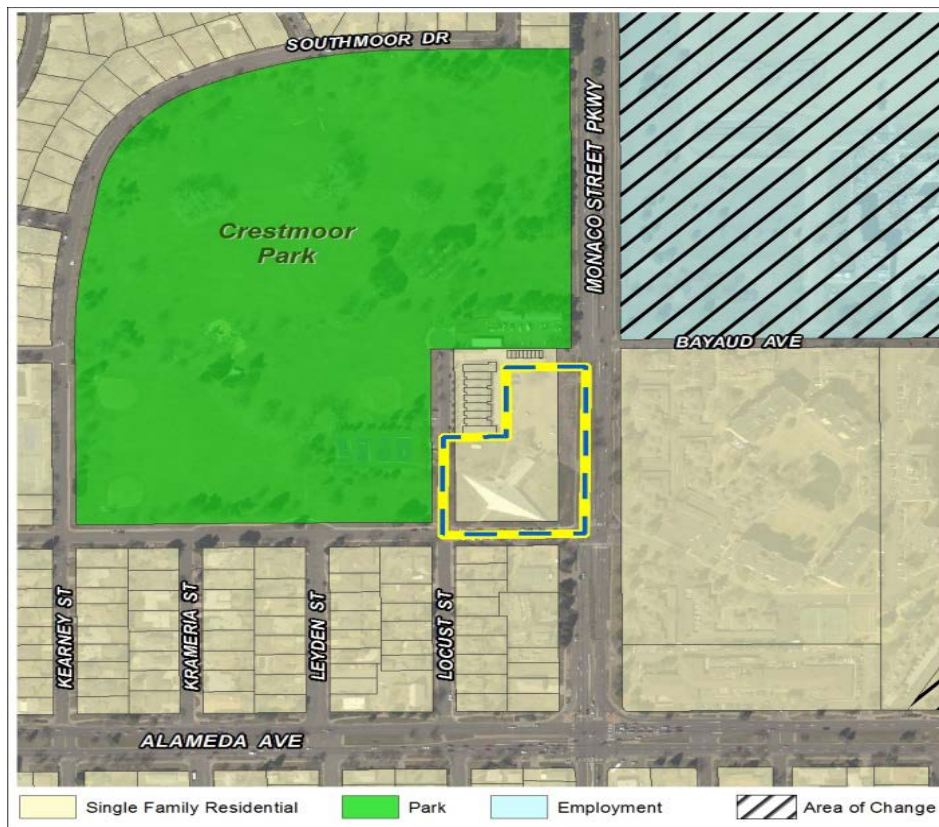 SOUTHMOOR DR
MONACO STREET PKWY
Crestmoor
Park
BAYAUD AVE
KEARNEY ST
KRAMERIA ST
LEYDEN ST
LOCUST ST
ALAMEDA AVE
Single Family Residential
Park
Employment
Area of Change